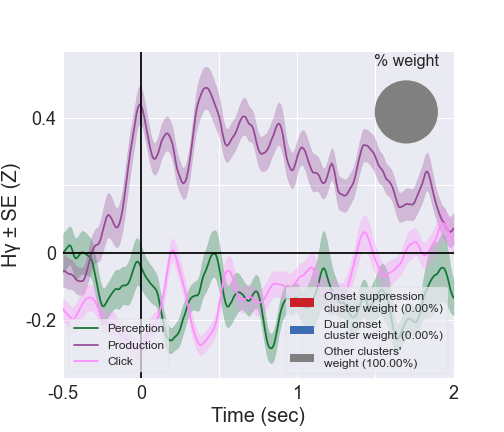 % weight
0.4
0
-0.2
Hγ ± SE (Z)
Perception
Production
Click
Onset suppression
cluster weight (0.00%)
Dual onset
cluster weight (0.00%)
Other clusters'
weight (100.00%)
-0.5
0
1
2
Time (sec)